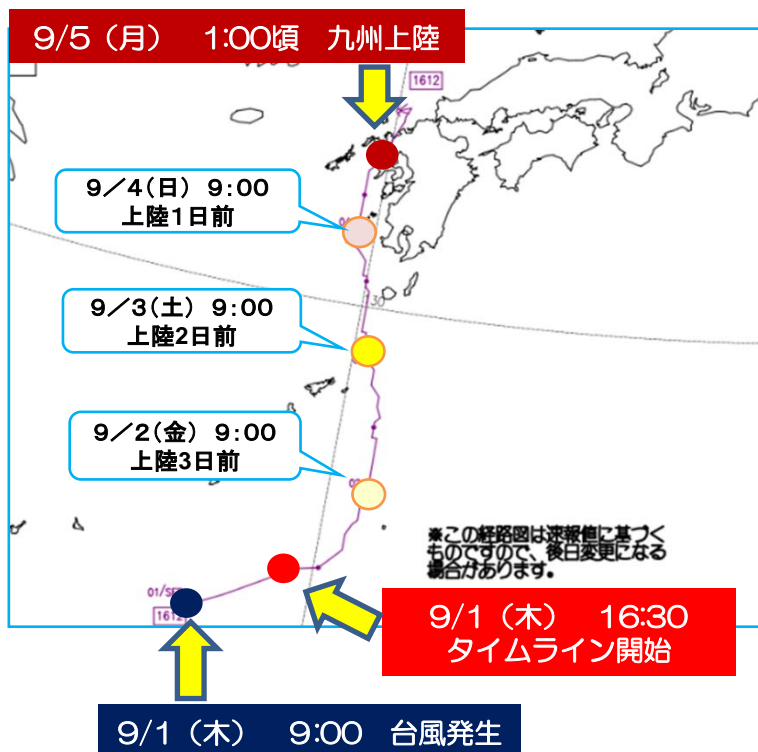 9/5（月）　1:00頃　九州上陸
1612
9／4(日) 9:00
上陸1日前
9／3(土) 9:00
上陸2日前
30
9／2(金) 9:00
上陸3日前
※この経路図は速報値に基づく
ものですので、後日変更になる
場合があります。
9/1（木）　16:30
タイムライン開始
9/1（木）　9:00　台風発生